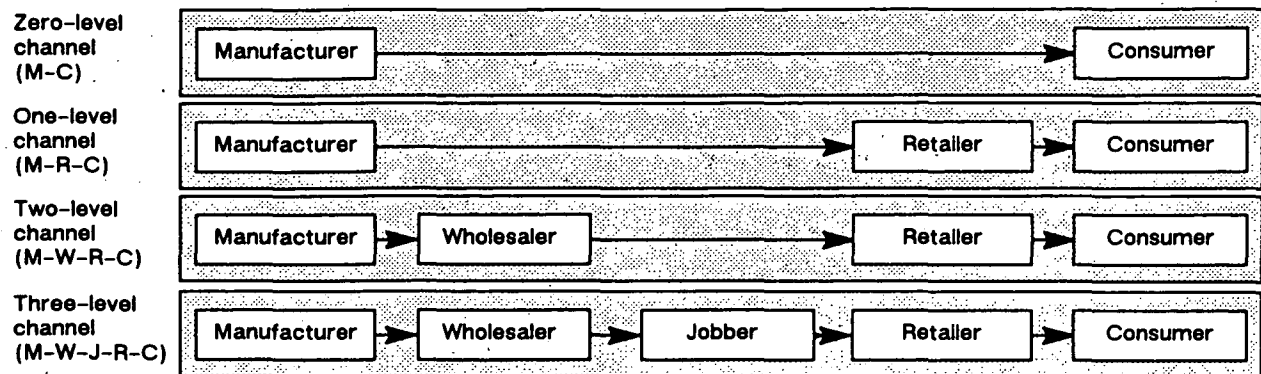 Zero-level
channel
(M-C)
Manufacturer
Consumer
One-level
channel
(M-R-C)
Manufacturer
Retailer
Consumer
Two-level
channel
(M-W-R-C)
Manufacturer
Wholesaler
Retailer
Consumer
Three-level
channel
(M-W-J-R-C)
Manufacturer
Wholesaler
Jobber
Retailer
Consumer